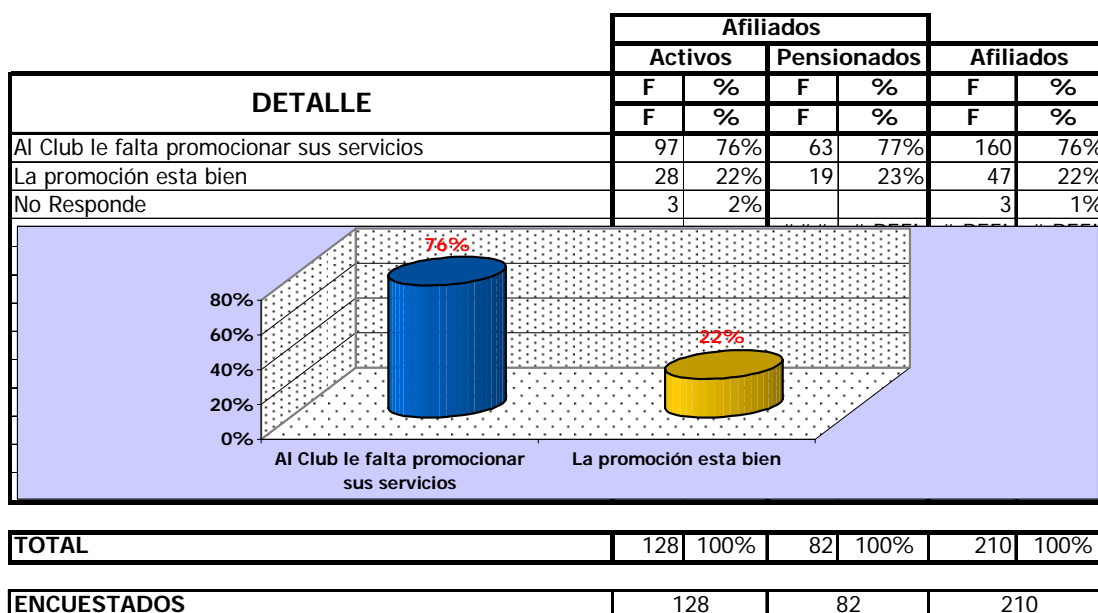 Afiliados
Activos Pensionados Afiliados
DETALLE
F % F % F %
F % F % F %
Al Club le falta promocionar sus servicios 97 76% 63 77% 160 76%
La promoción esta bien 28 22% 19 23% 47 22%
No Responde 3 2% 3 1%
76%
80%
60%
22%
40%
20%
0%
Al Club le falta promocionar La promoción esta bien
sus servicios
TOTAL 128 100% 82 100% 210 100%
ENCUESTADOS 128 82 210